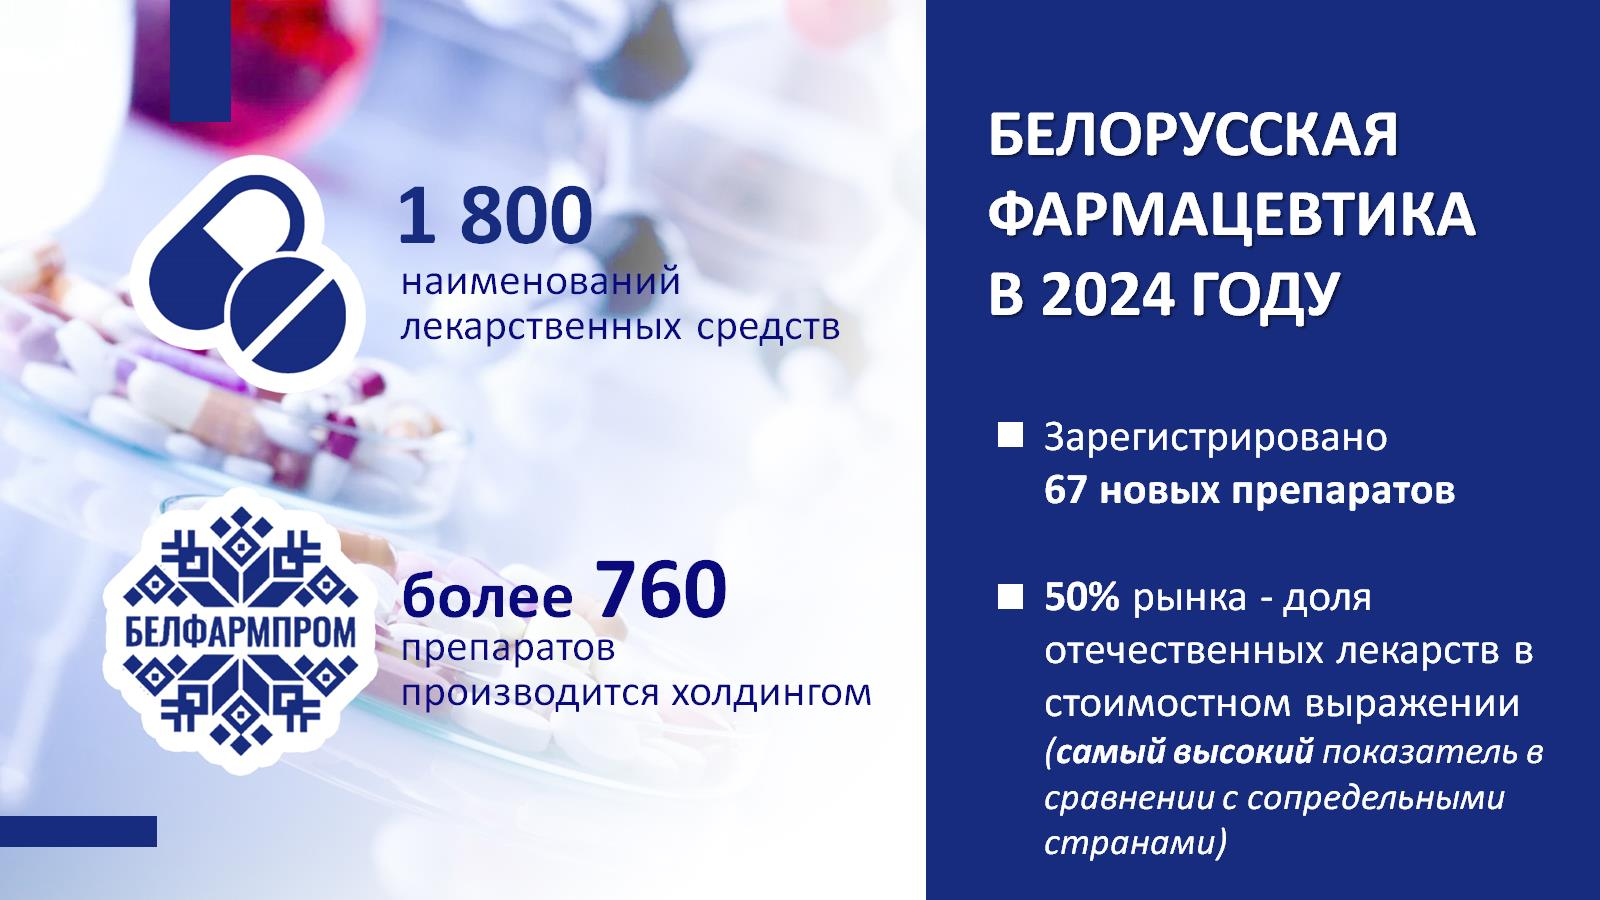 1 800
наименований
лекарственных средств
БЕЛФАРМПРОМ
более 760
препаратов
производится холдингом
БЕЛОРУССКАЯ
ФАРМАЦЕВТИКА
В 2024 ГОДУ
Зарегистрировано
67 новых препаратов
50% рынка - доля
отечественных лекарств в
стоимостном выражении
(самый высокий показатель в
сравнении с сопредельными
странами)